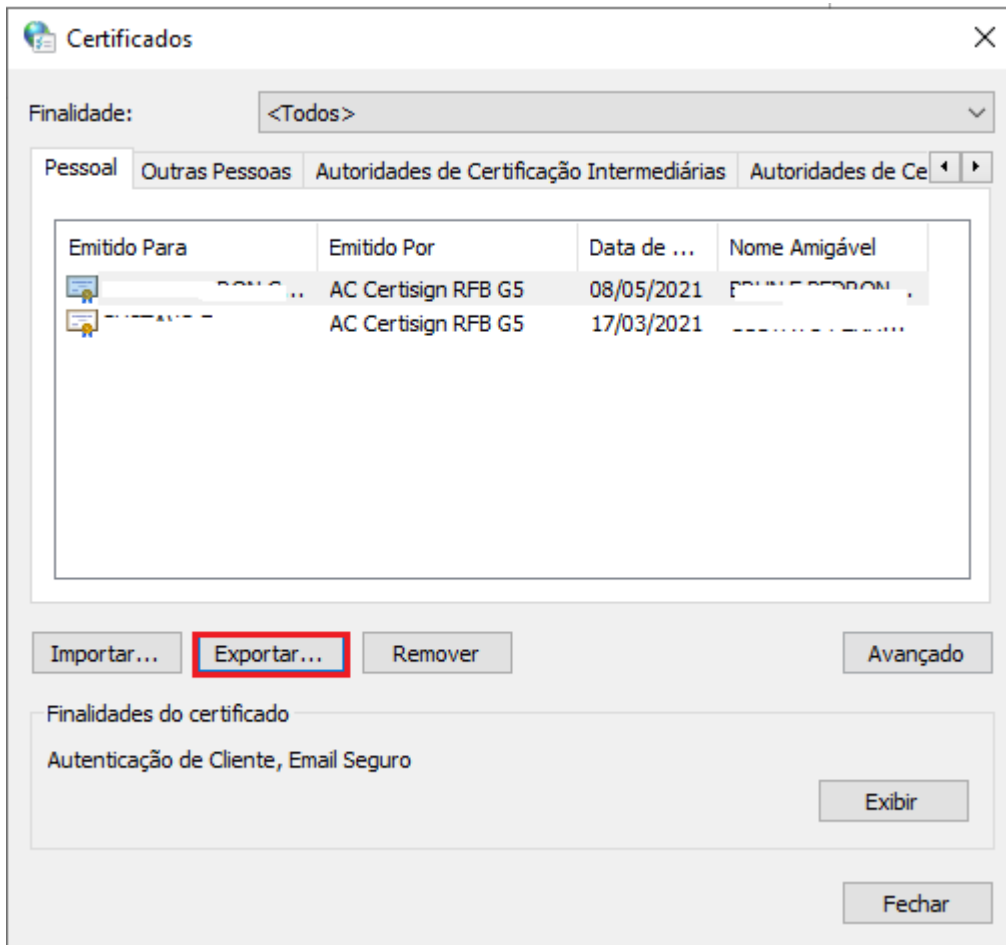 Certificados
Finalidade: <Todos>
Pessoal Outras Pessoas Autoridades de Certificação Intermediárias Autoridades de Ce
Emitido Para Emitido Por Data de ... Nome Amigável
AC Certisign RFB G5 08/05/2021
AC Certisign RFB G5 17/03/2021
Importar... Exportar... Remover Avançado
Finalidades do certificado
Autenticação de Cliente, Email Seguro
Exibir
Fechar